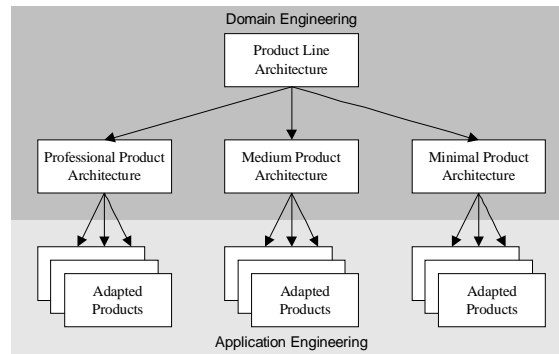 Domain Engineering
Product Line
Architecture
Professional Product
Architecture
Medium Product
Architecture
Minimal Product
Architecture
Adapted
Products
Adapted
Products
Adapted
Products
Application Engineering